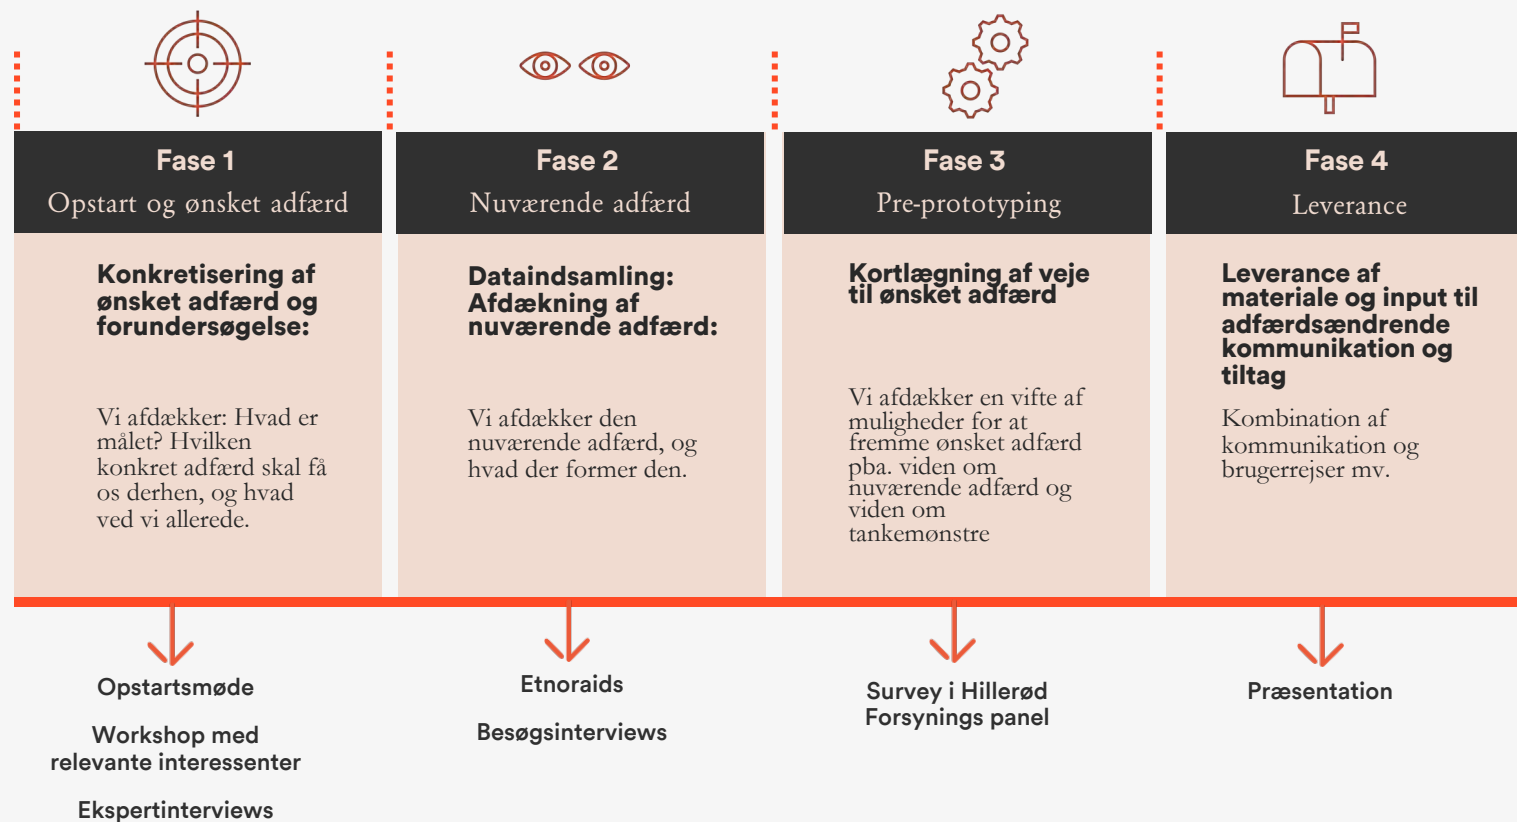 Fase 1
Opstart og ønsket adfærd
Konkretisering af
ønsket adfærd og
forundersøgelse:
Vi afdækker: Hvad er
målet? Hvilken
konkret adfærd skal få
os derhen, og hvad
ved vi allerede.
Opstartsmøde
Workshop med
relevante interessenter
Ekspertinterviews
Fase 2
Nuværende adfærd
Dataindsamling:
Afdækning af
nuværende adfærd:
Vi afdækker den
nuværende adfærd, og
hvad der former den.
Etnoraids
Besøgsinterviews
Fase 3
Pre-prototyping
Kortlægning af veje
til ønsket adfærd
Vi afdækker en vifte af
muligheder for at
fremme ønsket adfærd
pba. viden om
nuværende adfærd og
viden om
tankemønstre
Survey i Hillerød
Forsynings panel
Fase 4
Leverance
Leverance af
materiale og input til
adfærdsændrende
kommunikation og
tiltag
Kombination af
kommunikation og
brugerrejser mv.
Præsentation